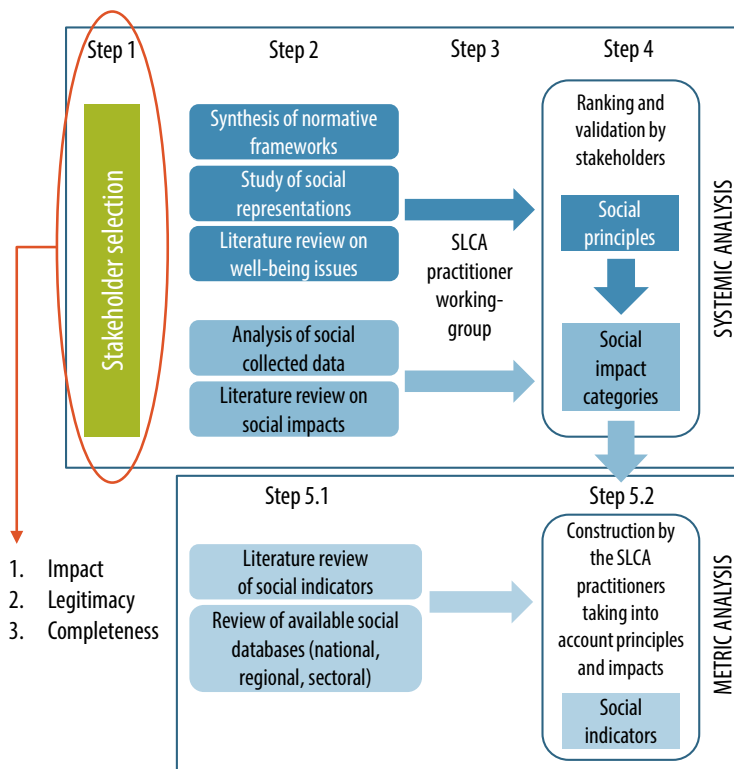 Step 1
Step 2
Step 3
Step 4
Stakeholder selection
Synthesis of normative
frameworks
Study of social
representations
Literature review on
well-being issues
Analysis of social
collected data
Literature review on
social impacts
SLCA
practitioner
working-
group
Ranking and
validation by
stakeholders
Social
principles
Social
impact
categories
SYSTEMIC ANALYSIS
1. Impact
2. Legitimacy
3. Completeness
Step 5.1
Step 5.2
Literature review
of social indicators
Review of available social
databases (national,
regional, sectoral)
Construction by
the SLCA
practitioners
taking into
account principles
and impacts
Social
indicators
METRIC ANALYSIS